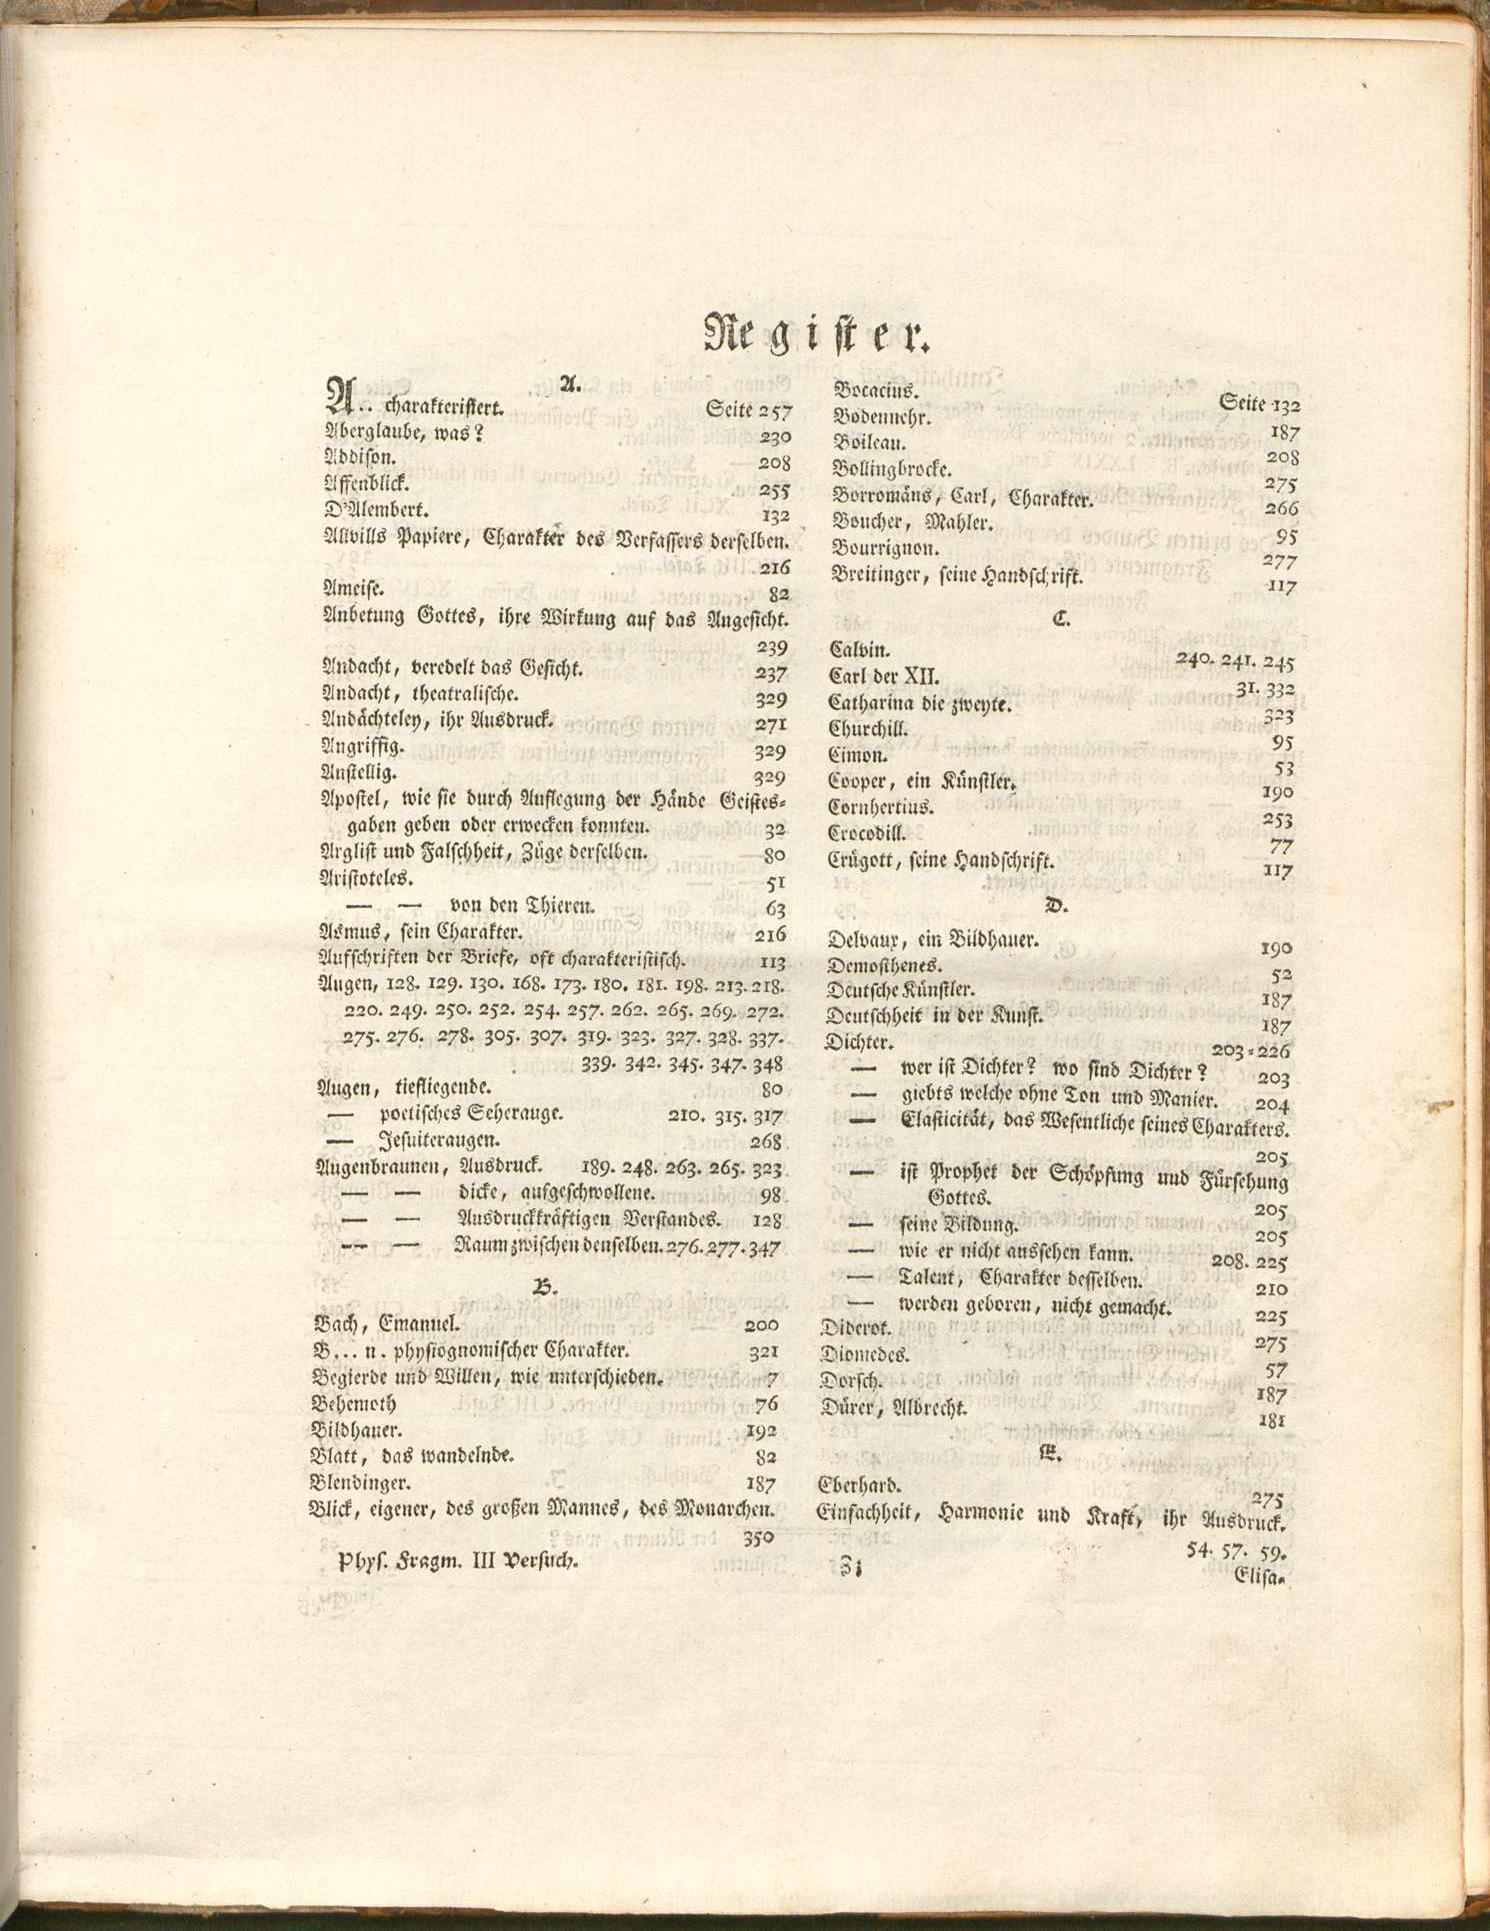 Register.
A.
A.. charakterisiert. Seite 257
Aberglaube, was? 230
Addison. 208
Affenblick. 255
D'Alembert. 132
Allvills Papiere, Charakter des Verfassers derselben.
216
Ameise. 82
Anbetung Gottes, ihre Wirkung auf das Angesicht.
239
Andacht, veredelt das Gesicht. 237
Andacht, theatralische. 329
Andächteley, ihr Ausdruck. 271
Angriffig. 329
Anstellig. 329
Apostel, wie sie durch Auflegung der Hände Geistes-
gaben geben oder erwecken konnten. 32
Arglist und Falschheit, Züge derselben. 80
Aristoteles. 51
— — von den Thieren. 63
Asmus, sein Charakter. 216
Aufschriften der Briefe, oft charakteristisch. 113
Augen, 128. 129. 130. 168. 173. 180. 181. 198. 213. 218.
220. 249. 250. 252. 254. 257. 262. 265. 269. 272.
275. 276. 278. 305. 307. 319. 323. 327. 328. 337.
339. 342. 345. 347. 348
Augen, tiefliegende. 80
— poetisches Seherauge. 210. 315. 317
— Jesuiteraugen. 268
Augenbraunen, Ausdruck. 189. 248. 263. 265. 323
— — dicke, aufgeschwollene. 98
— — Ausdruckkräftigen Verstandes. 128
— — Raum zwischen denselben. 276. 277. 347
B.
Bach, Emanuel. 200
B... n. physiognomischer Charakter. 321
Begierde und Willen, wie unterschieden. 7
Behemoth 76
Bildhauer. 192
Blatt, das wandelnde. 82
Blendinger. 187
Blick, eigener, des großen Mannes, des Monarchen.
350
Phys. Fragm. III Versuch.
Bocacius. Seite 132
Bodenmehr. 187
Boileau. 208
Bollingbrocke. 275
Borromäus, Carl, Charakter. 266
Boucher, Mahler. 95
Bourrignon. 277
Breitinger, seine Handschrift. 117
C.
Calvin. 240. 241. 245
Carl der XII. 31. 332
Catharina die zweyte. 323
Churchill. 95
Cimon. 53
Cooper, ein Künstler. 190
Cornhertius. 253
Crocodill. 77
Crügott, seine Handschrift. 117
D.
Delvaux, ein Bildhauer. 190
Demosthenes. 52
Deutsche Künstler. 187
Deutschheit in der Kunst. 187
Dichter. 203-226
— wer ist Dichter? wo sind Dichter? 203
— giebts welche ohne Ton und Manier. 204
— Elasticität, das Wesentliche seines Charakters.
205
— ist Prophet der Schöpfung und Fürsehung
Gottes. 205
— seine Bildung. 205
— wie er nicht aussehen kann. 208. 225
— Talent, Charakter desselben. 210
— werden geboren, nicht gemacht. 225
Diderot. 275
Diomedes. 57
Dorsch. 187
Dürer, Albrecht. 181
E.
Eberhard. 275
Einfachheit, Harmonie und Kraft, ihr Ausdruck.
54. 57. 59.
Zz
Elisa-